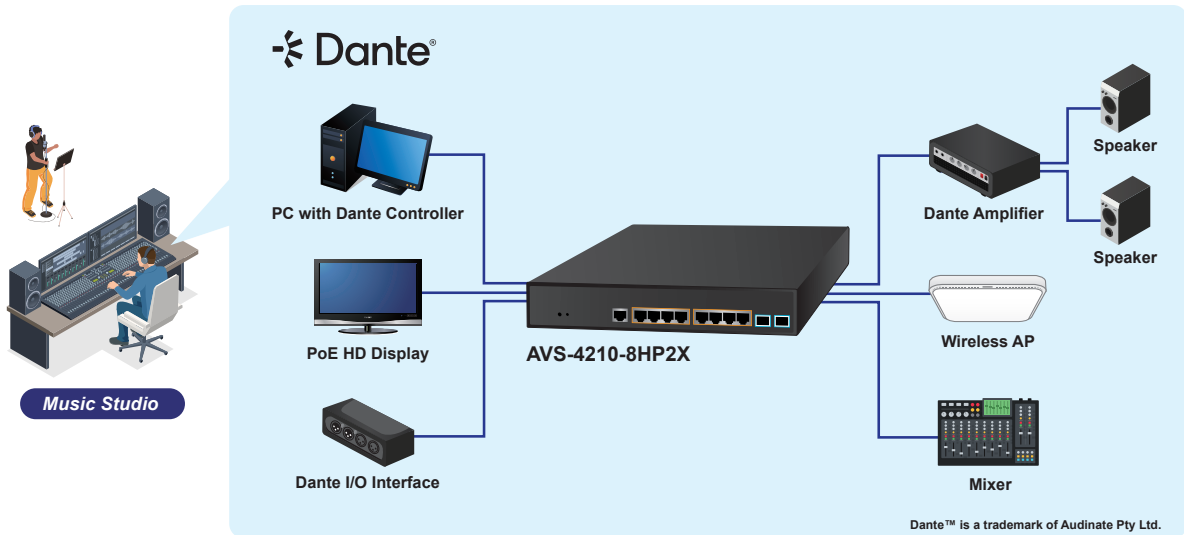 Dante®
PC with Dante Controller
PoE HD Display
Dante I/O Interface
Music Studio
AVS-4210-8HP2X
Dante Amplifier
Speaker
Speaker
Wireless AP
Mixer
Dante™ is a trademark of Audinate Pty Ltd.